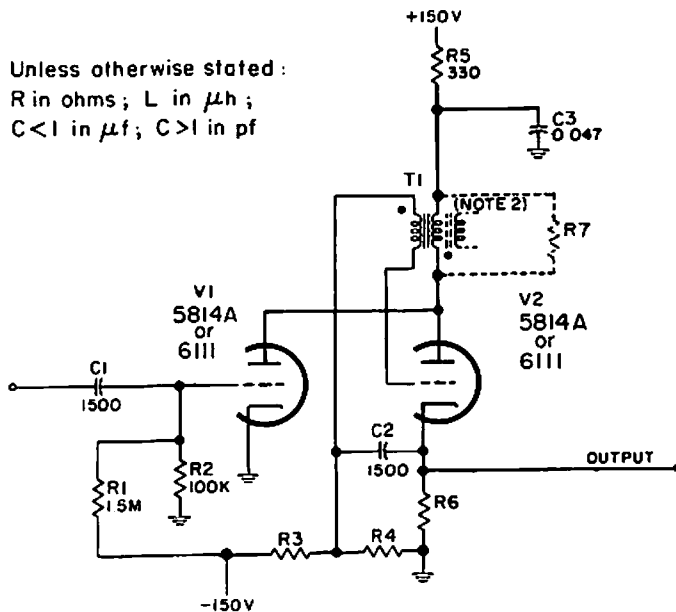 +150V
R5
330
Unless otherwise stated:
R in ohms; L in μh;
C<1 in μf; C>1 in pf
C3
0.047
T1
(NOTE 2)
R7
V1
5814A
or
6111
V2
5814A
or
6111
C1
1500
C2
1500
OUTPUT
R1
1.5M
R2
100K
R3
R4
R6
-150V